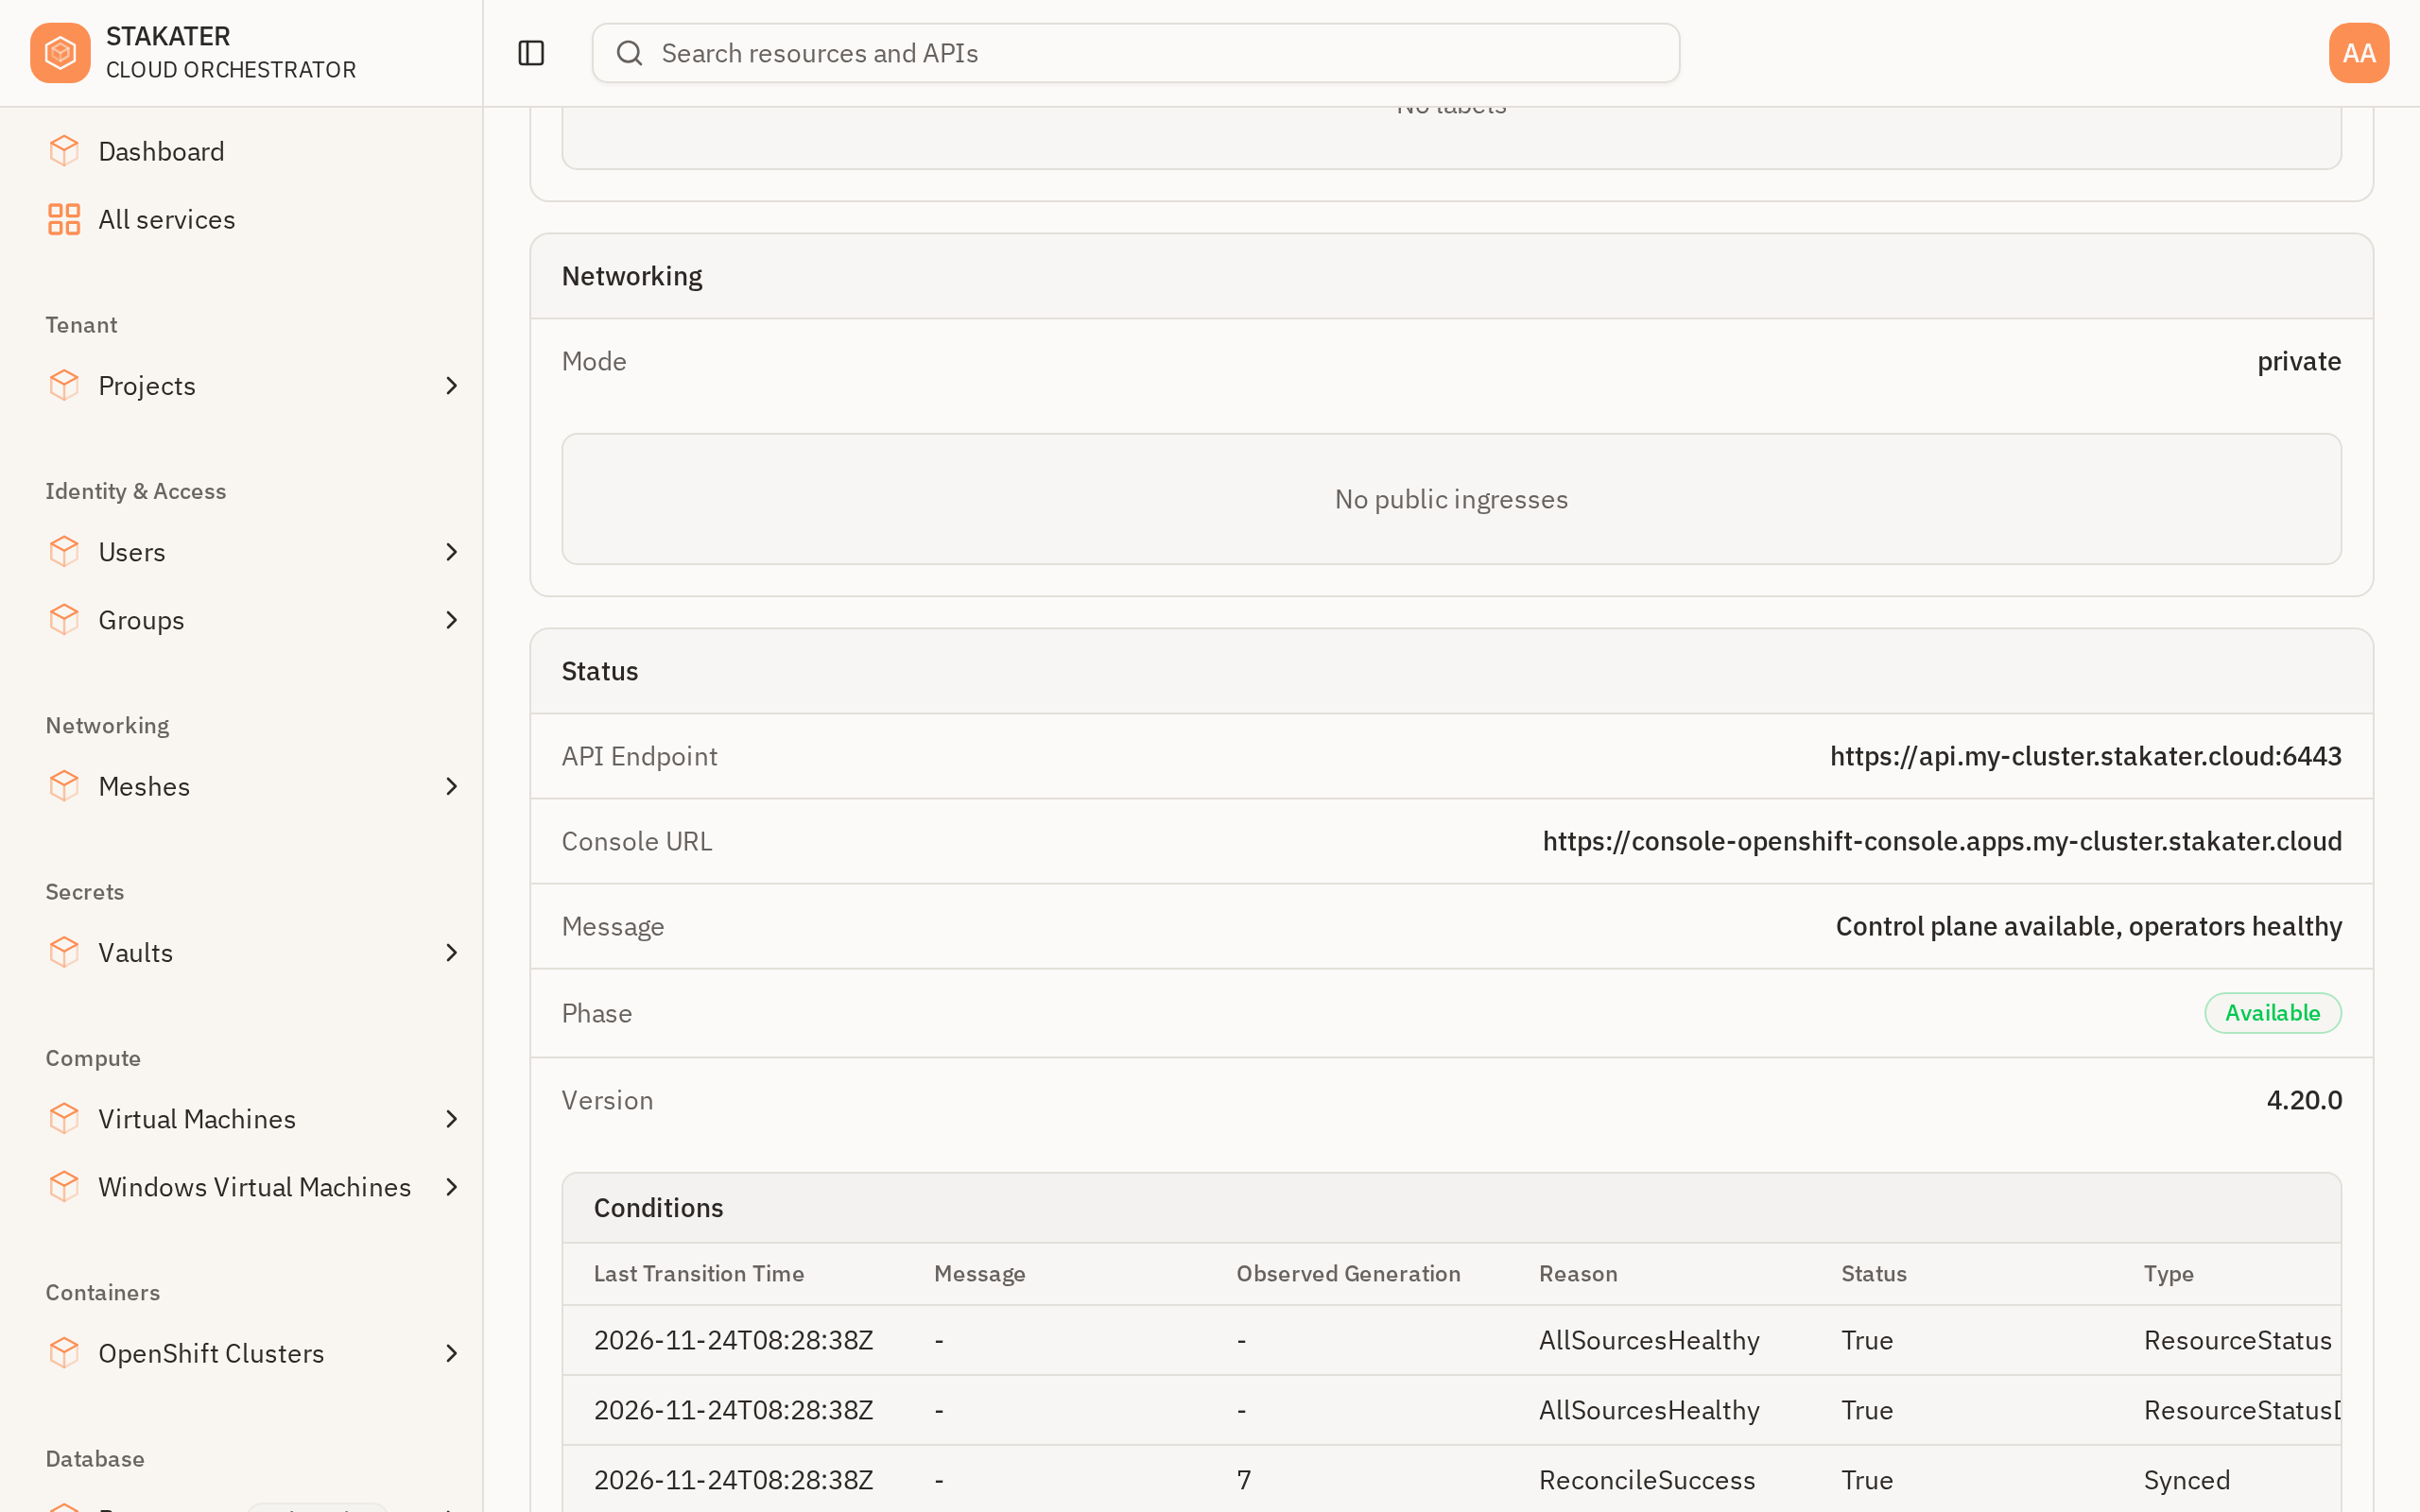 STAKATER
CLOUD ORCHESTRATOR
Search resources and APIs
AA
Dashboard
All services
Tenant
Projects
Identity & Access
Users
Groups
Networking
Meshes
Secrets
Vaults
Compute
Virtual Machines
Windows Virtual Machines
Containers
OpenShift Clusters
Database
No labels
Networking
Mode private
No public ingresses
Status
API Endpoint https://api.my-cluster.stakater.cloud:6443
Console URL https://console-openshift-console.apps.my-cluster.stakater.cloud
Message Control plane available, operators healthy
Phase Available
Version 4.20.0
Conditions
Last Transition Time Message Observed Generation Reason Status Type
2026-11-24T08:28:38Z - - AllSourcesHealthy True ResourceStatus
2026-11-24T08:28:38Z - - AllSourcesHealthy True
2026-11-24T08:28:38Z - 7 ReconcileSuccess True Synced